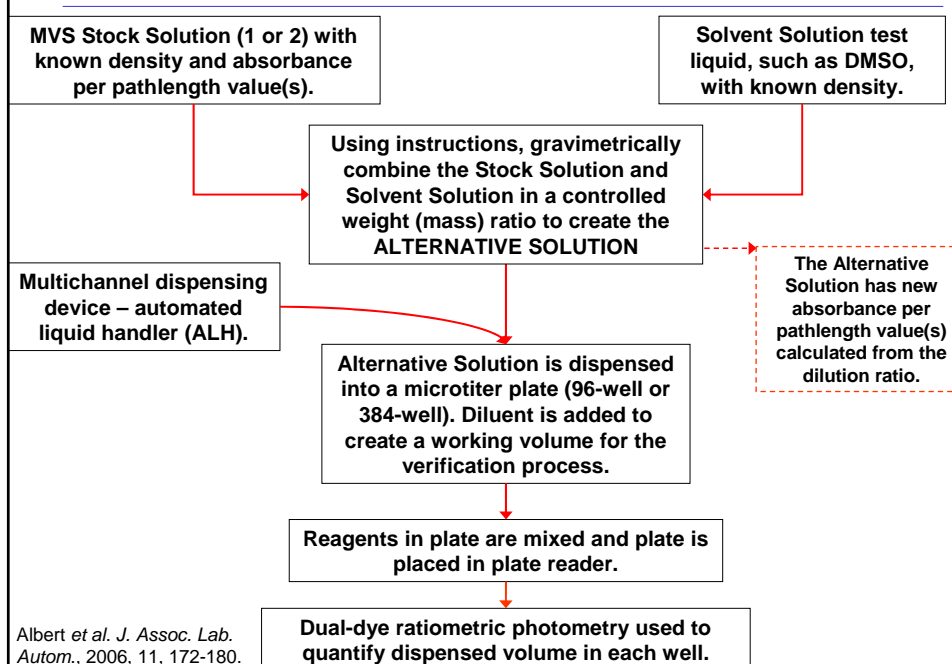 MVS Stock Solution (1 or 2) with
known density and absorbance
per pathlength value(s).
Solvent Solution test
liquid, such as DMSO,
with known density.
Using instructions, gravimetrically
combine the Stock Solution and
Solvent Solution in a controlled
weight (mass) ratio to create the
ALTERNATIVE SOLUTION
The Alternative
Solution has new
absorbance per
pathlength value(s)
calculated from the
dilution ratio.
Multichannel dispensing
device – automated
liquid handler (ALH).
Alternative Solution is dispensed
into a microtiter plate (96-well or
384-well). Diluent is added to
create a working volume for the
verification process.
Reagents in plate are mixed and plate is
placed in plate reader.
Dual-dye ratiometric photometry used to
quantify dispensed volume in each well.
Albert et al. J. Assoc. Lab.
Autom., 2006, 11, 172-180.